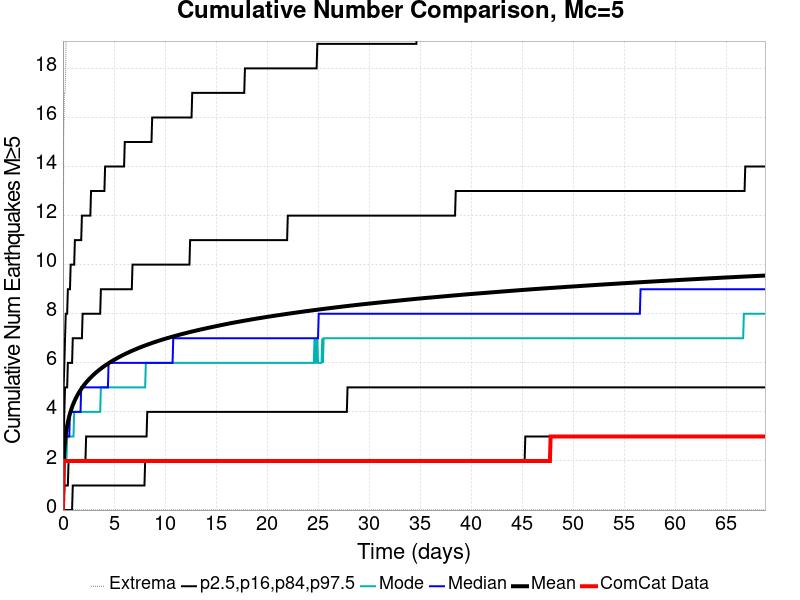 Cumulative Number Comparison, Mc=5
Cumulative Num Earthquakes M≥5
18
16
14
12
10
8
6
4
2
0
0 5 10 15 20 25 30 35 40 45 50 55 60 65
Time (days)
Extrema p2.5,p16,p84,p97.5 Mode Median Mean ComCat Data